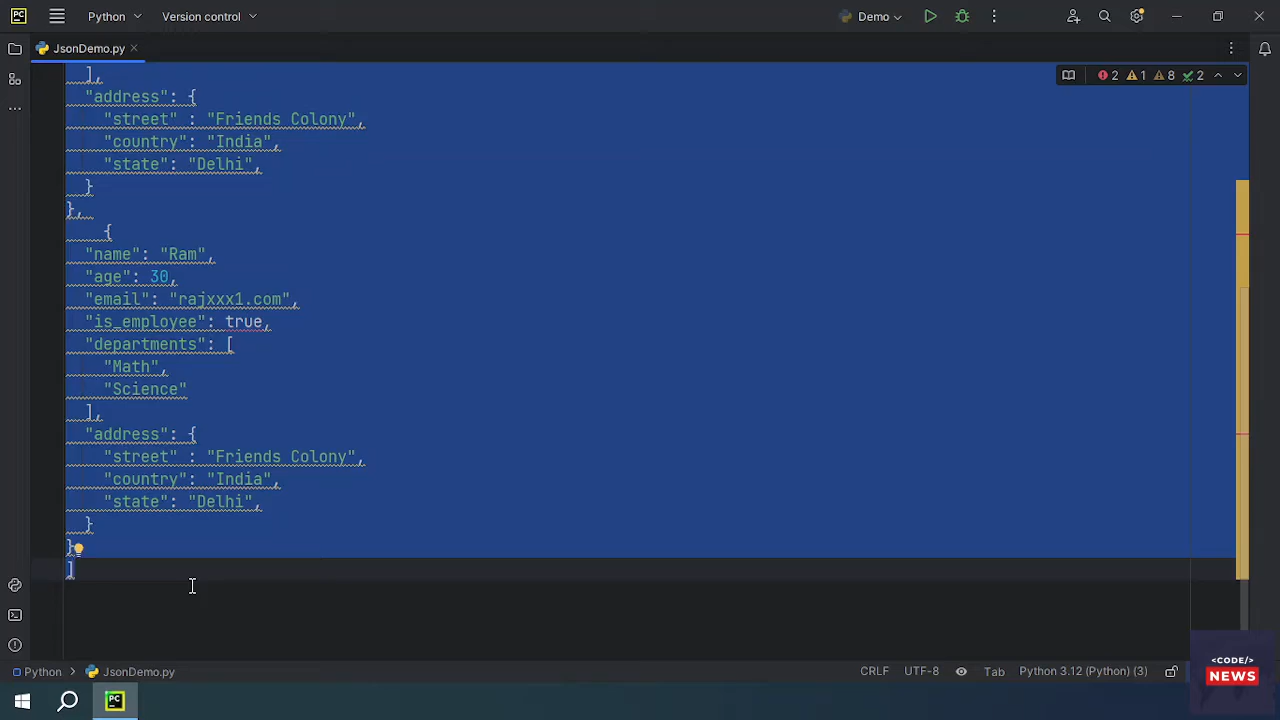 Python
Version control
Demo
JsonDemo.py
2 1 8 2
],
"address": {
"street" : "Friends Colony",
"country": "India",
"state": "Delhi",
}
},
{
"name": "Ram",
"age": 30,
"email": "rajxxx1.com",
"is_employee": true,
"departments": [
"Math",
"Science"
],
"address": {
"street" : "Friends Colony",
"country": "India",
"state": "Delhi",
}
}
]
Python > JsonDemo.py
CRLF UTF-8 Tab Python 3.12 (Python) (3)
<CODE/>
NEWS
PC
PC